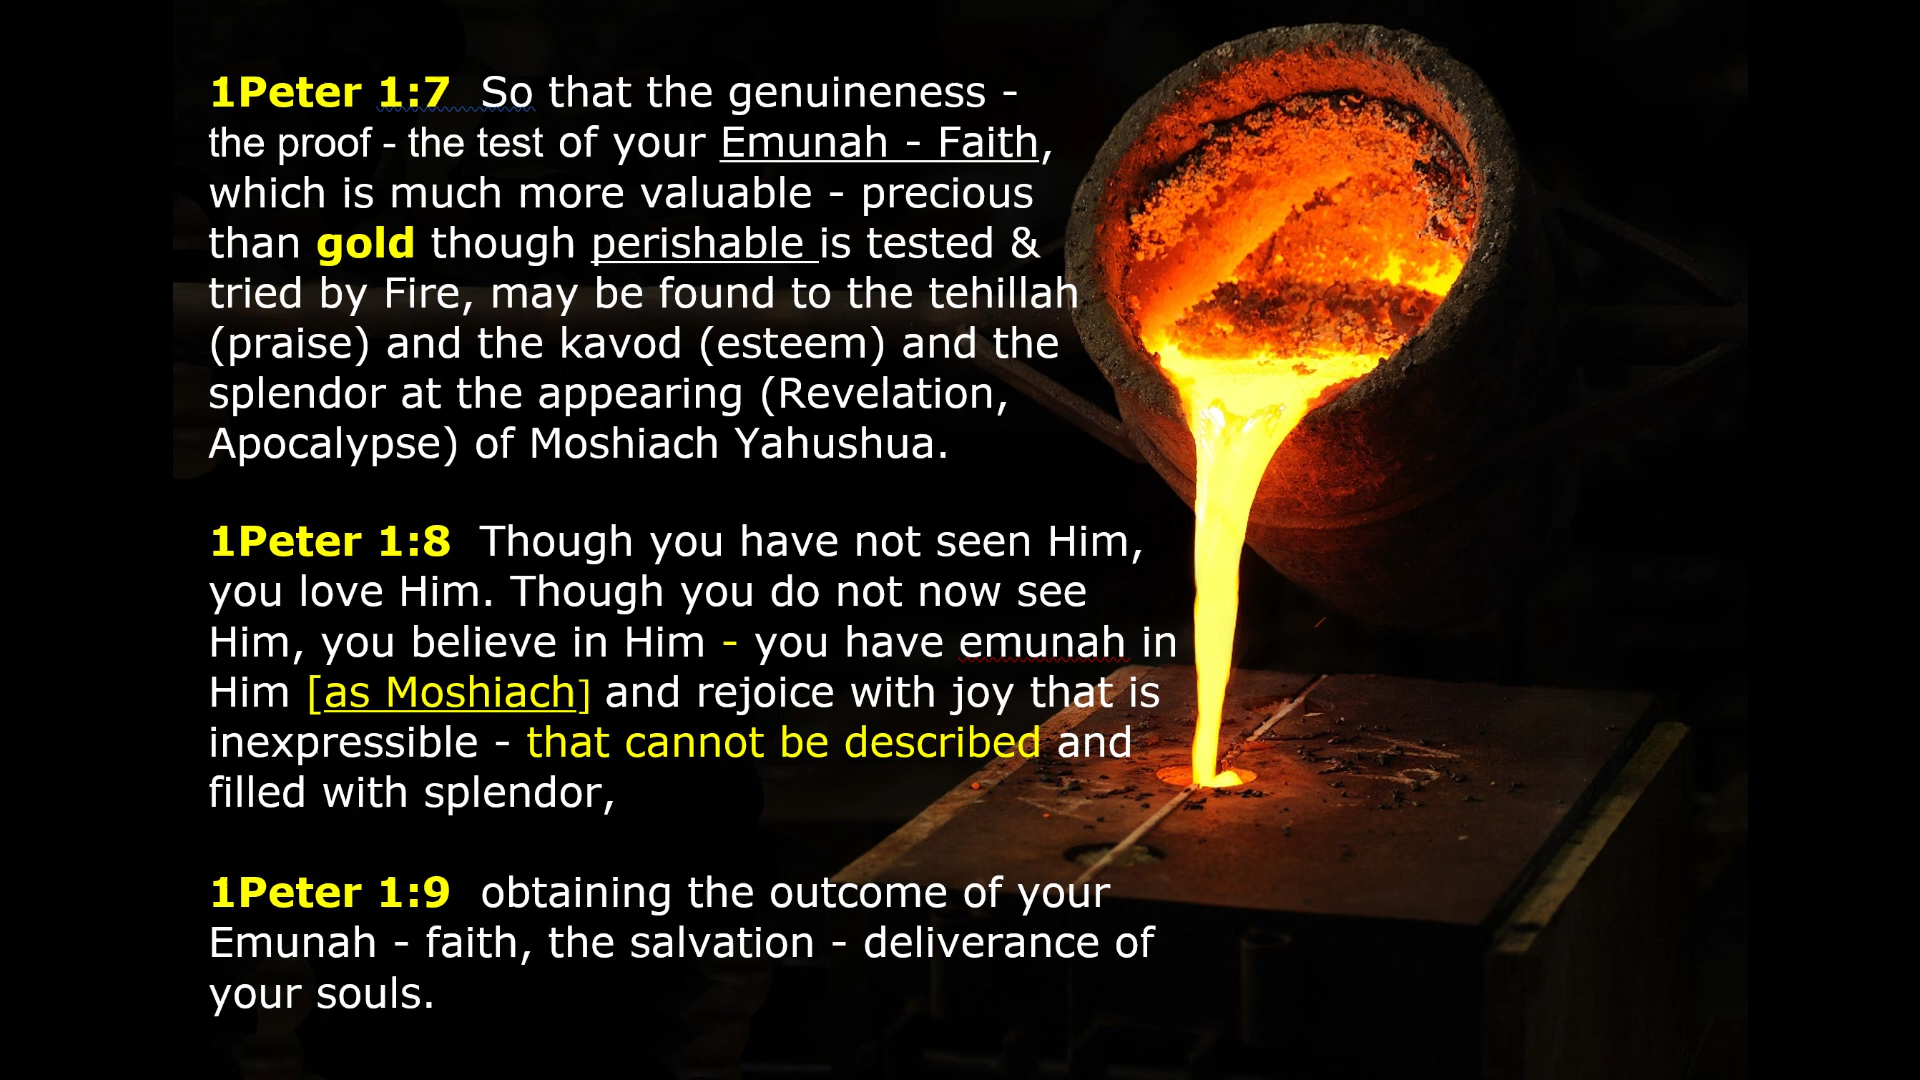 1Peter 1:7  So that the genuineness -
the proof - the test of your Emunah - Faith,
which is much more valuable - precious
than gold though perishable is tested &
tried by Fire, may be found to the tehillah
(praise) and the kavod (esteem) and the
splendor at the appearing (Revelation,
Apocalypse) of Moshiach Yahushua.
1Peter 1:8  Though you have not seen Him,
you love Him. Though you do not now see
Him, you believe in Him - you have emunah in
Him [as Moshiach] and rejoice with joy that is
inexpressible - that cannot be described and
filled with splendor,
1Peter 1:9  obtaining the outcome of your
Emunah - faith, the salvation - deliverance of
your souls.